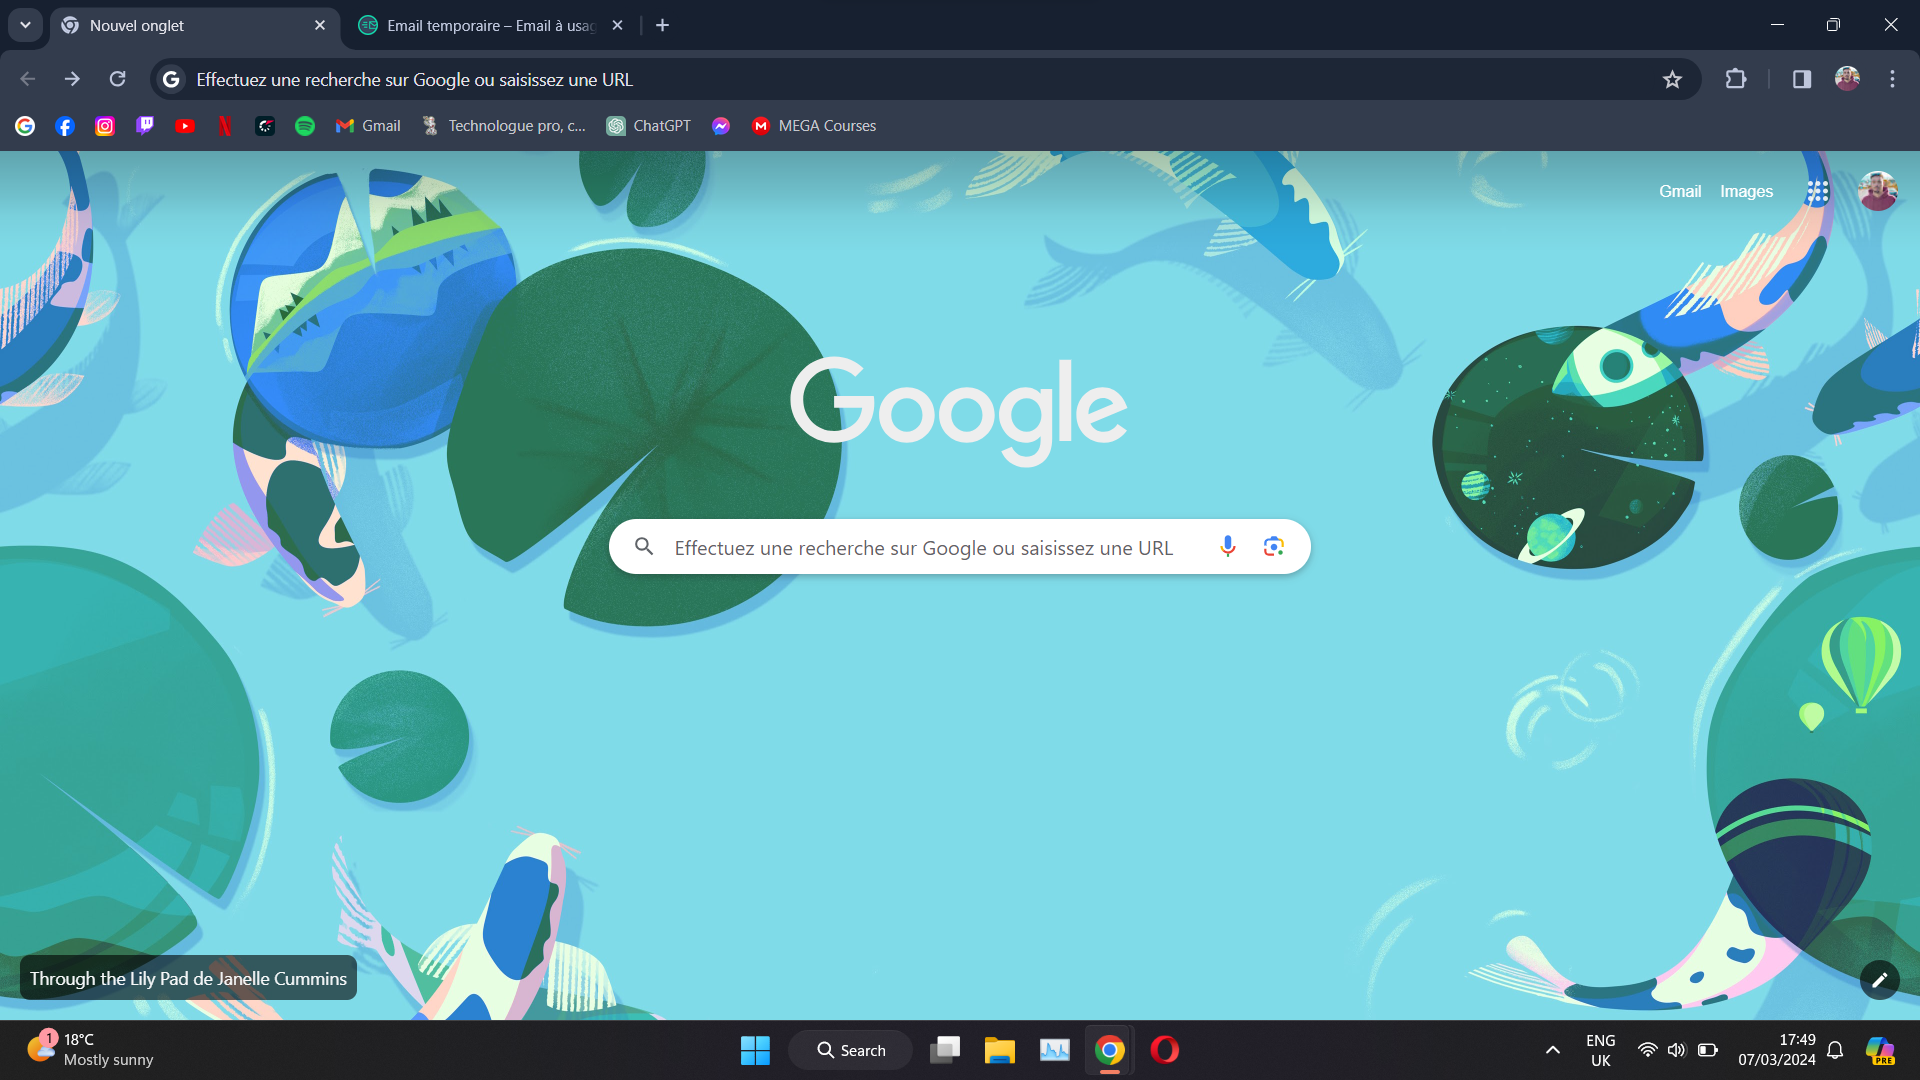 Nouvel onglet
Email temporaire – Email à usag
Effectuez une recherche sur Google ou saisissez une URL
Gmail
Technologue pro, c...
ChatGPT
MEGA Courses
Gmail Images
Google
Effectuez une recherche sur Google ou saisissez une URL
Through the Lily Pad de Janelle Cummins
1
18°C
Mostly sunny
Search
ENG
UK
17:49
07/03/2024
PRE